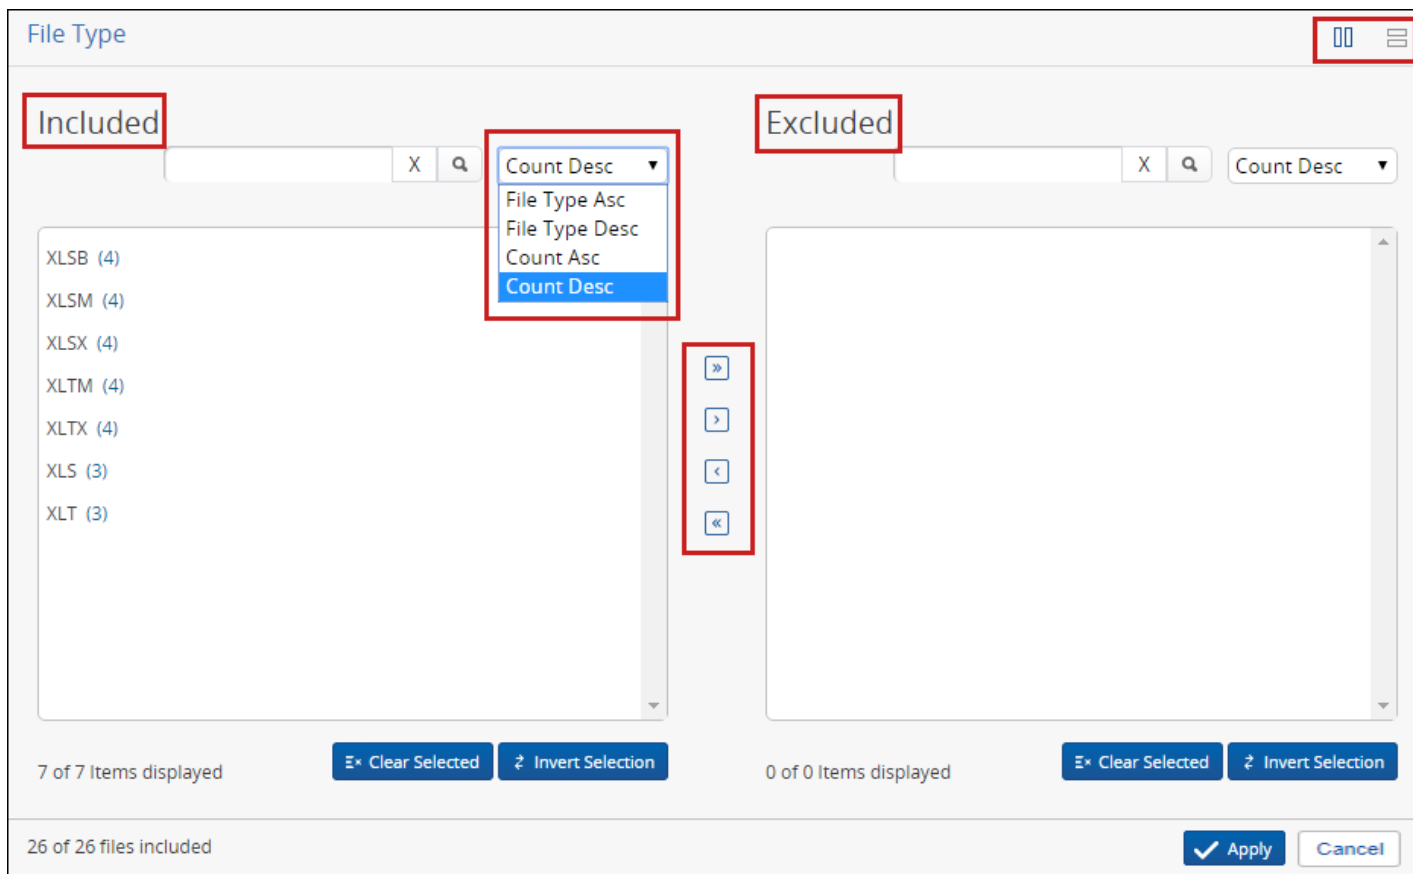 File Type
Included
Excluded
X
Count Desc
X
Count Desc
File Type Asc
File Type Desc
Count Asc
Count Desc
XLSB (4)
XLSM (4)
XLSX (4)
XLTM (4)
XLTX (4)
XLS (3)
XLT (3)
»
›
‹
«
7 of 7 Items displayed
Clear Selected
Invert Selection
0 of 0 Items displayed
Clear Selected
Invert Selection
26 of 26 files included
Apply
Cancel